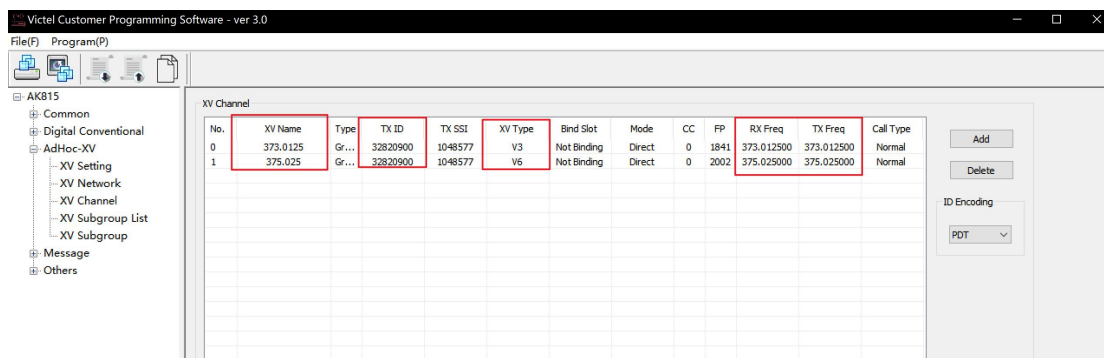 Victel Customer Programming Software - ver 3.0
File(F) Program(P)
AK815
Common
Digital Conventional
AdHoc-XV
XV Setting
XV Network
XV Channel
XV Subgroup List
XV Subgroup
Message
Others
XV Channel
No. XV Name Type TX ID TX SSI XV Type Bind Slot Mode CC FP RX Freq TX Freq Call Type
0 373.0125 Gr... 32820900 1048577 V3 Not Binding Direct 0 1841 373.012500 373.012500 Normal
1 375.025 Gr... 32820900 1048577 V6 Not Binding Direct 0 2002 375.025000 375.025000 Normal
Add
Delete
ID Encoding
PDT